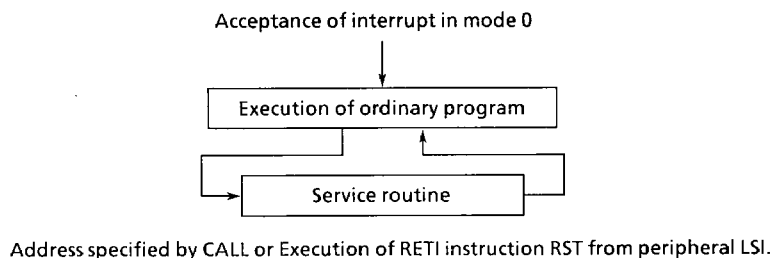 Acceptance of interrupt in mode 0
Execution of ordinary program
Service routine
Address specified by CALL or Execution of RETI instruction RST from peripheral LSI.